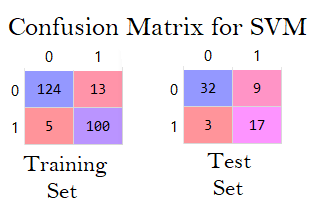 Confusion Matrix for SVM
0 1
0 124 13
1 5 100
Training
Set
0 1
0 32 9
1 3 17
Test
Set